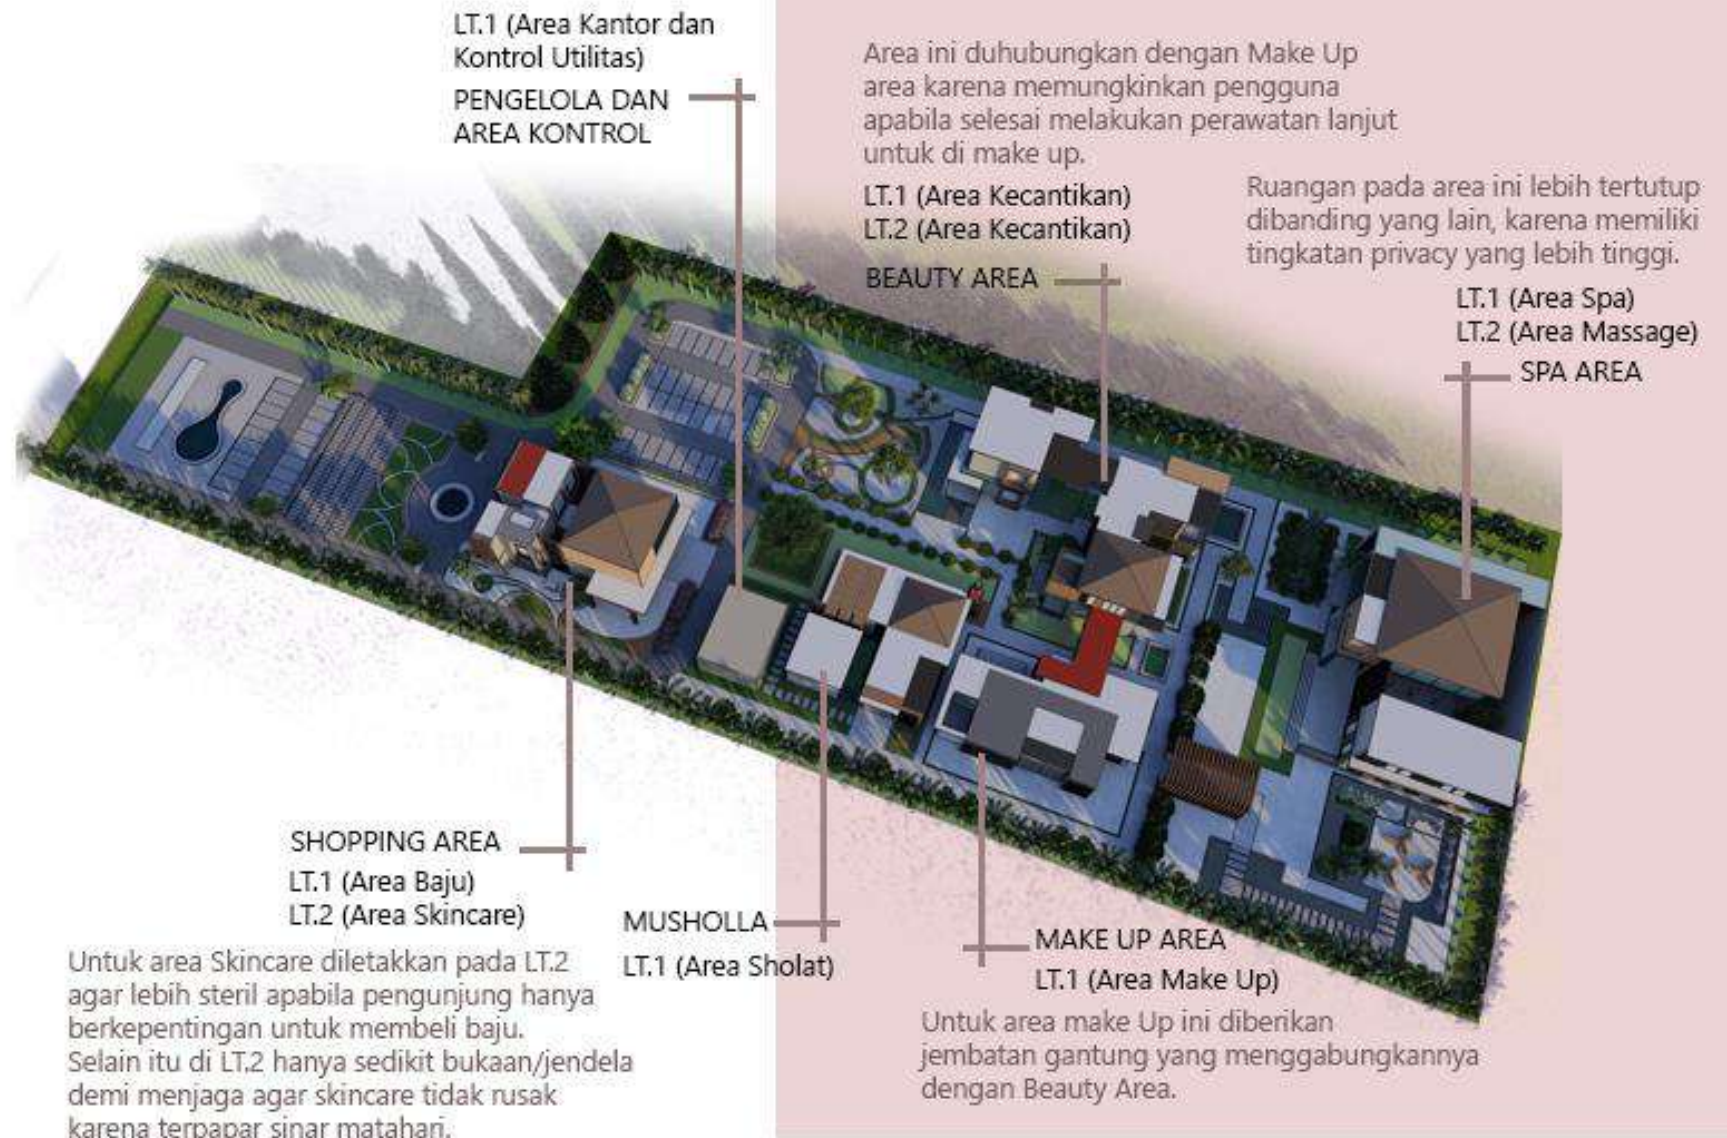 LT.1 (Area Kantor dan
Kontrol Utilitas)
PENGELOLA DAN
AREA KONTROL
Area ini duhubungkan dengan Make Up
area karena memungkinkan pengguna
apabila selesai melakukan perawatan lanjut
untuk di make up.
LT.1 (Area Kecantikan)
LT.2 (Area Kecantikan)
BEAUTY AREA
Ruangan pada area ini lebih tertutup
dibanding yang lain, karena memiliki
tingkatan privacy yang lebih tinggi.
LT.1 (Area Spa)
LT.2 (Area Massage)
SPA AREA
SHOPPING AREA
LT.1 (Area Baju)
LT.2 (Area Skincare)
Untuk area Skincare diletakkan pada LT.2
agar lebih steril apabila pengunjung hanya
berkepentingan untuk membeli baju.
Selain itu di LT.2 hanya sedikit bukaan/jendela
demi menjaga agar skincare tidak rusak
karena terpapar sinar matahari.
MUSHOLLA
LT.1 (Area Sholat)
MAKE UP AREA
LT.1 (Area Make Up)
Untuk area make Up ini diberikan
jembatan gantung yang menggabungkannya
dengan Beauty Area.